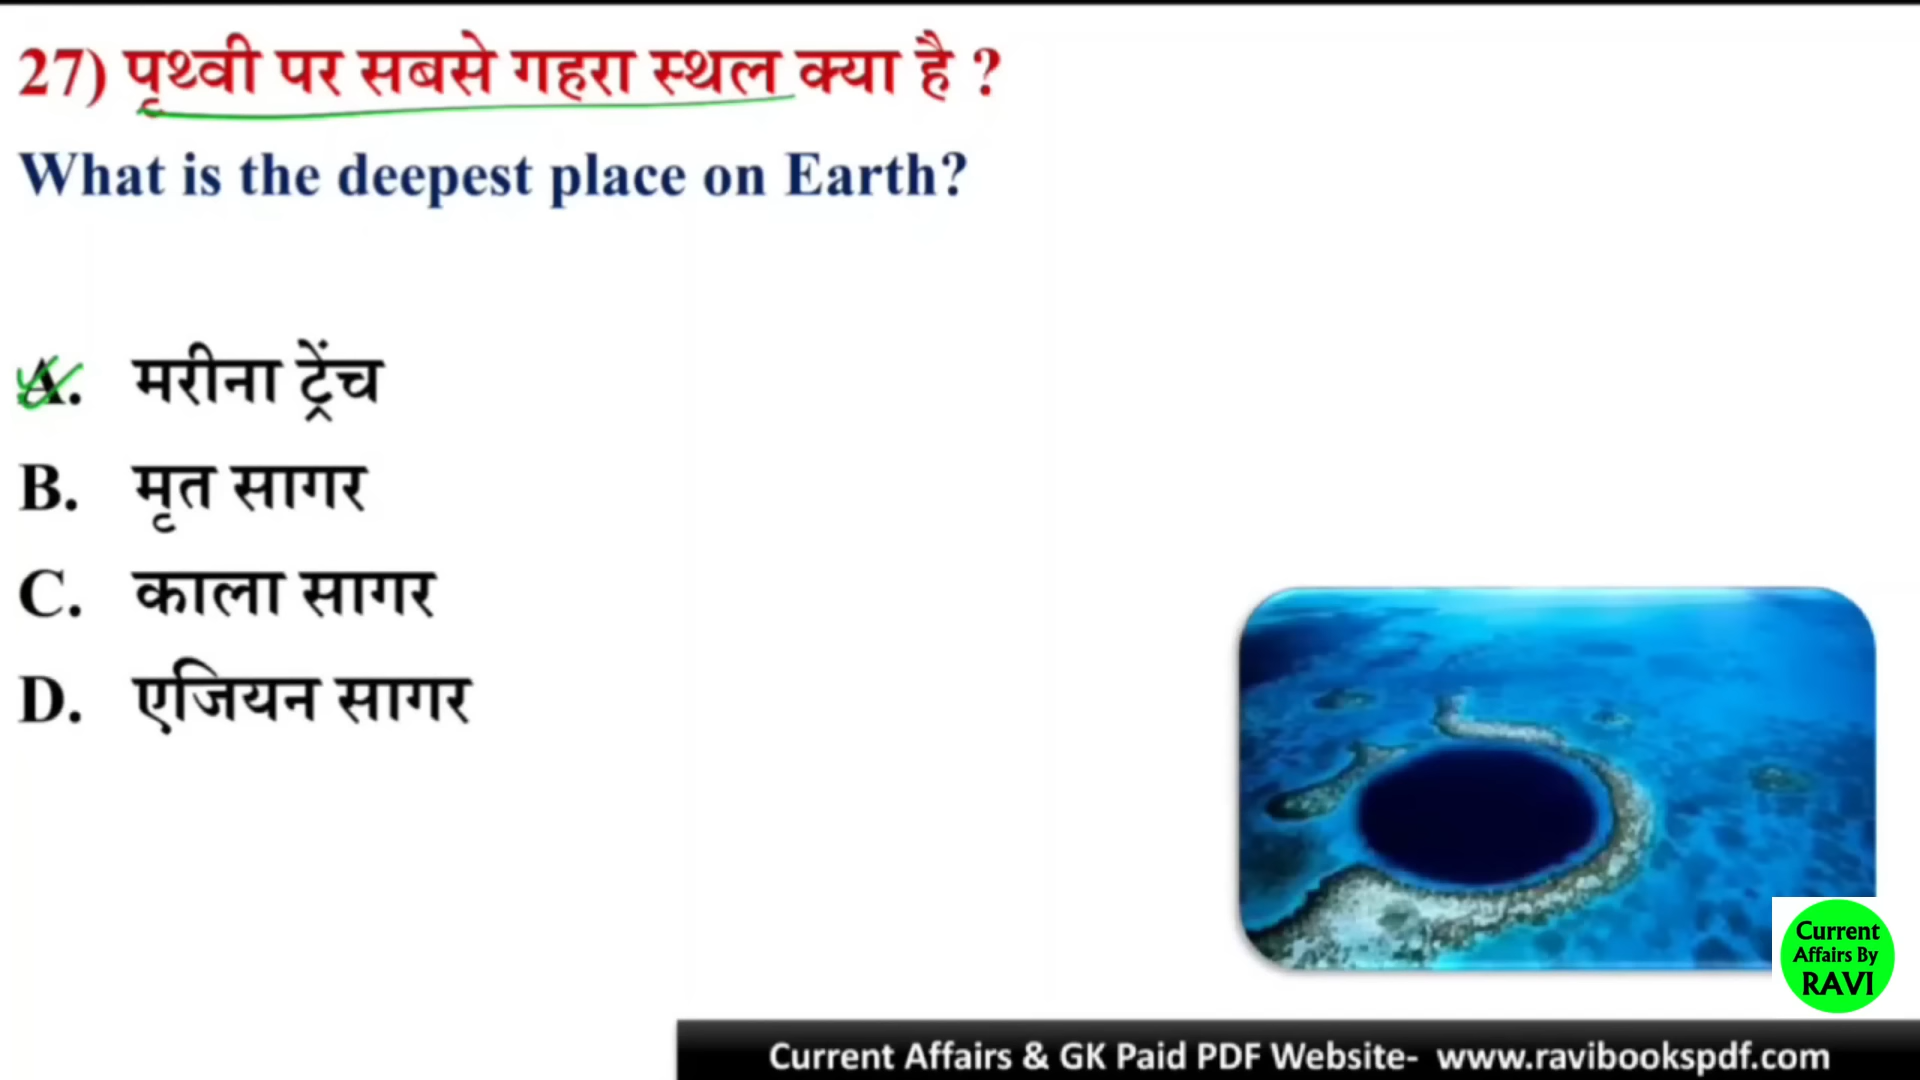 27) पृथ्वी पर सबसे गहरा स्थल क्या है ?
What is the deepest place on Earth?
A. मरीना ट्रेंच
B. मृत सागर
C. काला सागर
D. एजियन सागर
Current
Affairs By
RAVI
Current Affairs & GK Paid PDF Website- www.ravibookspdf.com